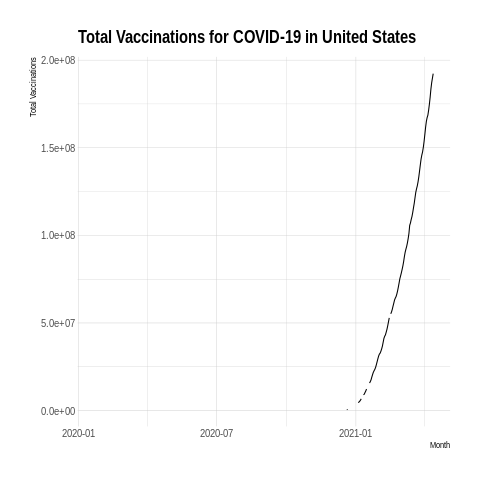 Total Vaccinations for COVID-19 in United States
Total Vaccinations
2.0e+08
1.5e+08
1.0e+08
5.0e+07
0.0e+00
2020-01
2020-07
2021-01
Month